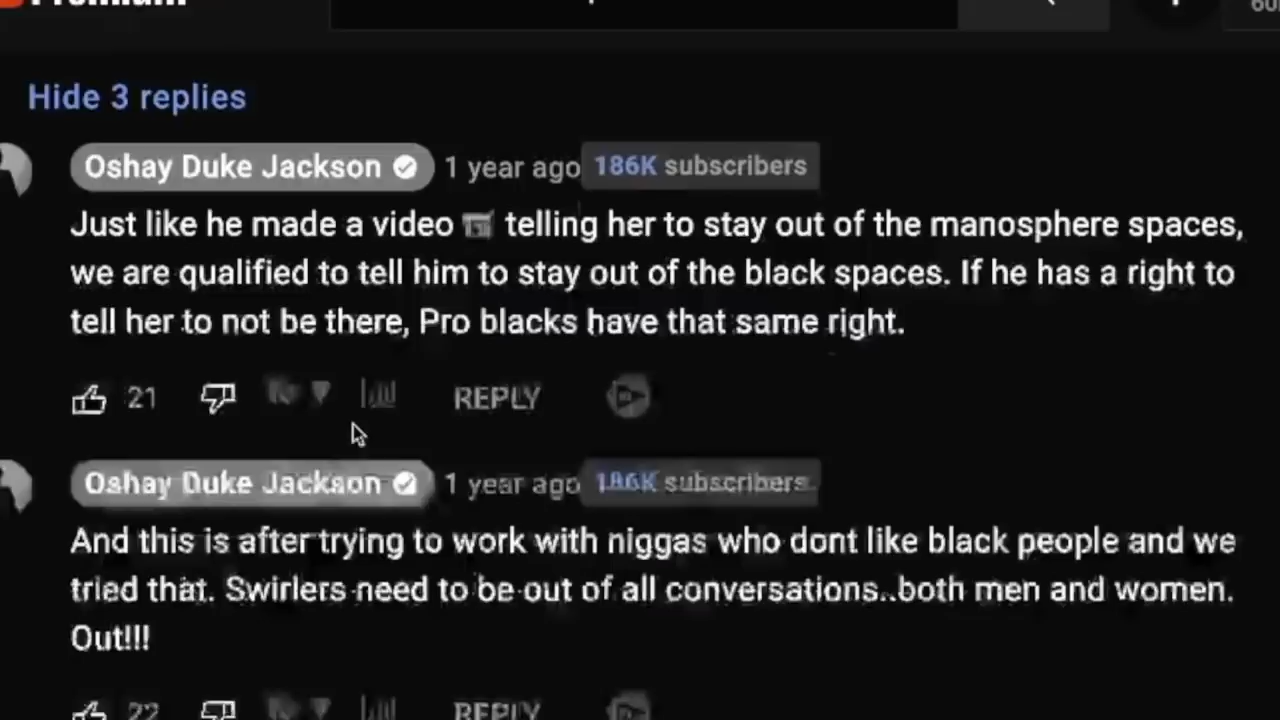 Premium
Hide 3 replies
Oshay Duke Jackson 1 year ago 186K subscribers
Just like he made a video telling her to stay out of the manosphere spaces,
we are qualified to tell him to stay out of the black spaces. If he has a right to
tell her to not be there, Pro blacks have that same right.
21 REPLY
Oshay Duke Jackson 1 year ago 186K subscribers
And this is after trying to work with niggas who dont like black people and we
tried that. Swirlers need to be out of all conversations..both men and women.
Out!!!
22 REPLY